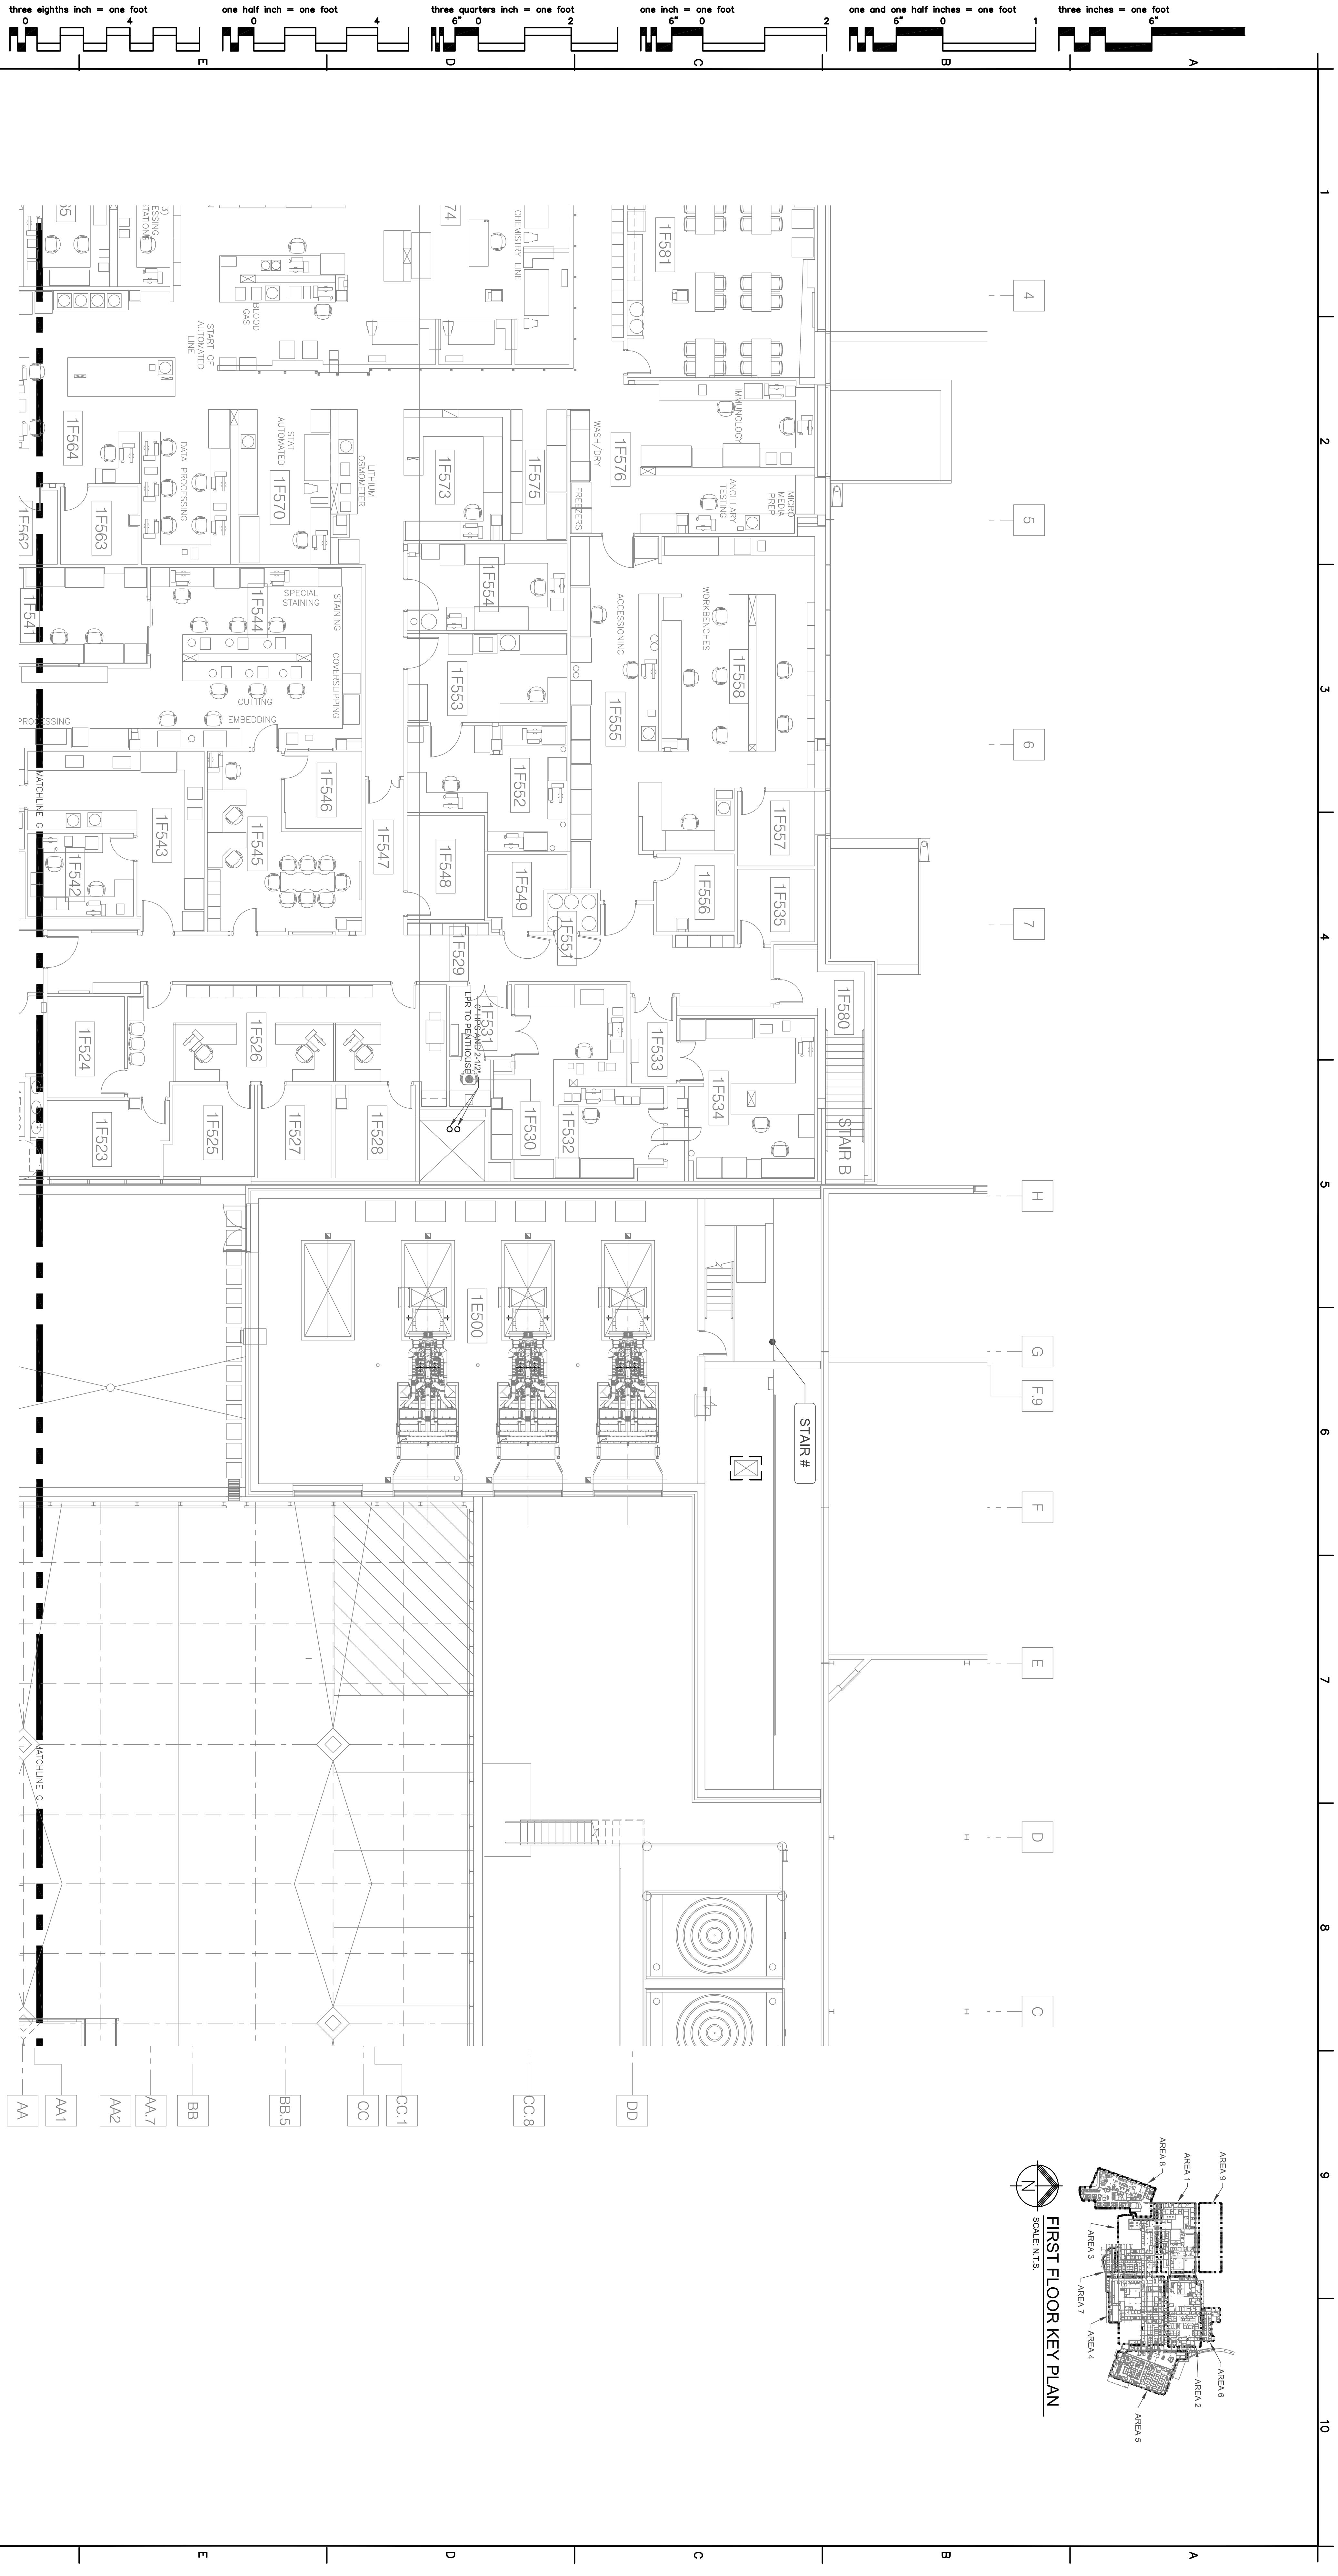 three eighths inch = one foot
0
4
one half inch = one foot
0
4
three quarters inch = one foot
6" 0
2
one inch = one foot
6" 0
2
one and one half inches = one foot
6" 0
1
three inches = one foot
6"
E
D
C
B
A
1
2
3
4
5
6
7
8
9
10
4
5
6
7
H
G
F.9
F
E
D
C
1F581
CHEMISTRY LINE
BLOOD
GAS
START OF
AUTOMATED
LINE
IMMUNOLOGY
WASH/DRY
1F576
MICRO
MEDIA
PREP
ANCILLARY
TESTING
FREEZERS
1F575
1F573
LITHIUM
OSMOMETER
STAT
AUTOMATED
1F570
DATA PROCESSING
1F564
1F563
1F562
1F541
1F544
SPECIAL
STAINING
STAINING
COVERSLIPPING
CUTTING
EMBEDDING
1F554
1F553
ACCESSIONING
WORKBENCHES
1F558
1F555
1F552
1F557
1F546
1F547
1F545
1F543
1F542
MATCHLINE G
1F548
1F549
1F551
1F556
1F535
1F529
1F531
6" HPS AND 2-1/2"
LPR TO PENTHOUSE
1F580
STAIR B
1F533
1F534
1F532
1F530
1F528
1F527
1F526
1F525
1F524
1F523
1E500
STAIR #
MATCHLINE G
AA
AA1
AA2
AA.7
BB
BB.5
CC
CC.1
CC.8
DD
AREA 9
AREA 1
AREA 8
AREA 3
AREA 7
AREA 4
AREA 6
AREA 2
AREA 5
N
FIRST FLOOR KEY PLAN
SCALE: N.T.S.
E
D
C
B
A